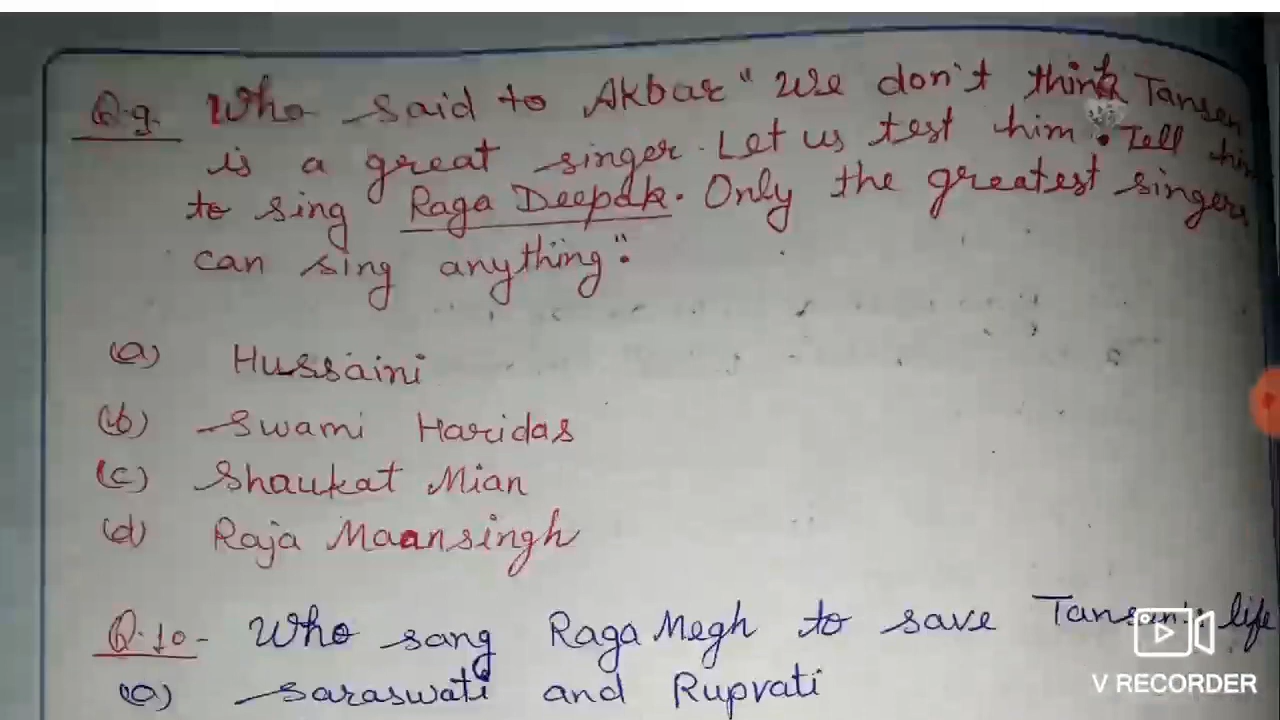 Q.9. Who said to Akbar "We don't think Tansen
is a great singer. Let us test him. Tell him
to sing Raga Deepak. Only the greatest singers
can sing anything".
(a) Hussaini
(b) Swami Haridas
(c) Shaukat Mian
(d) Raja Maansingh
Q.10- Who sang Raga Megh to save Tansen's life
(a) Saraswati and Rupvati
V RECORDER